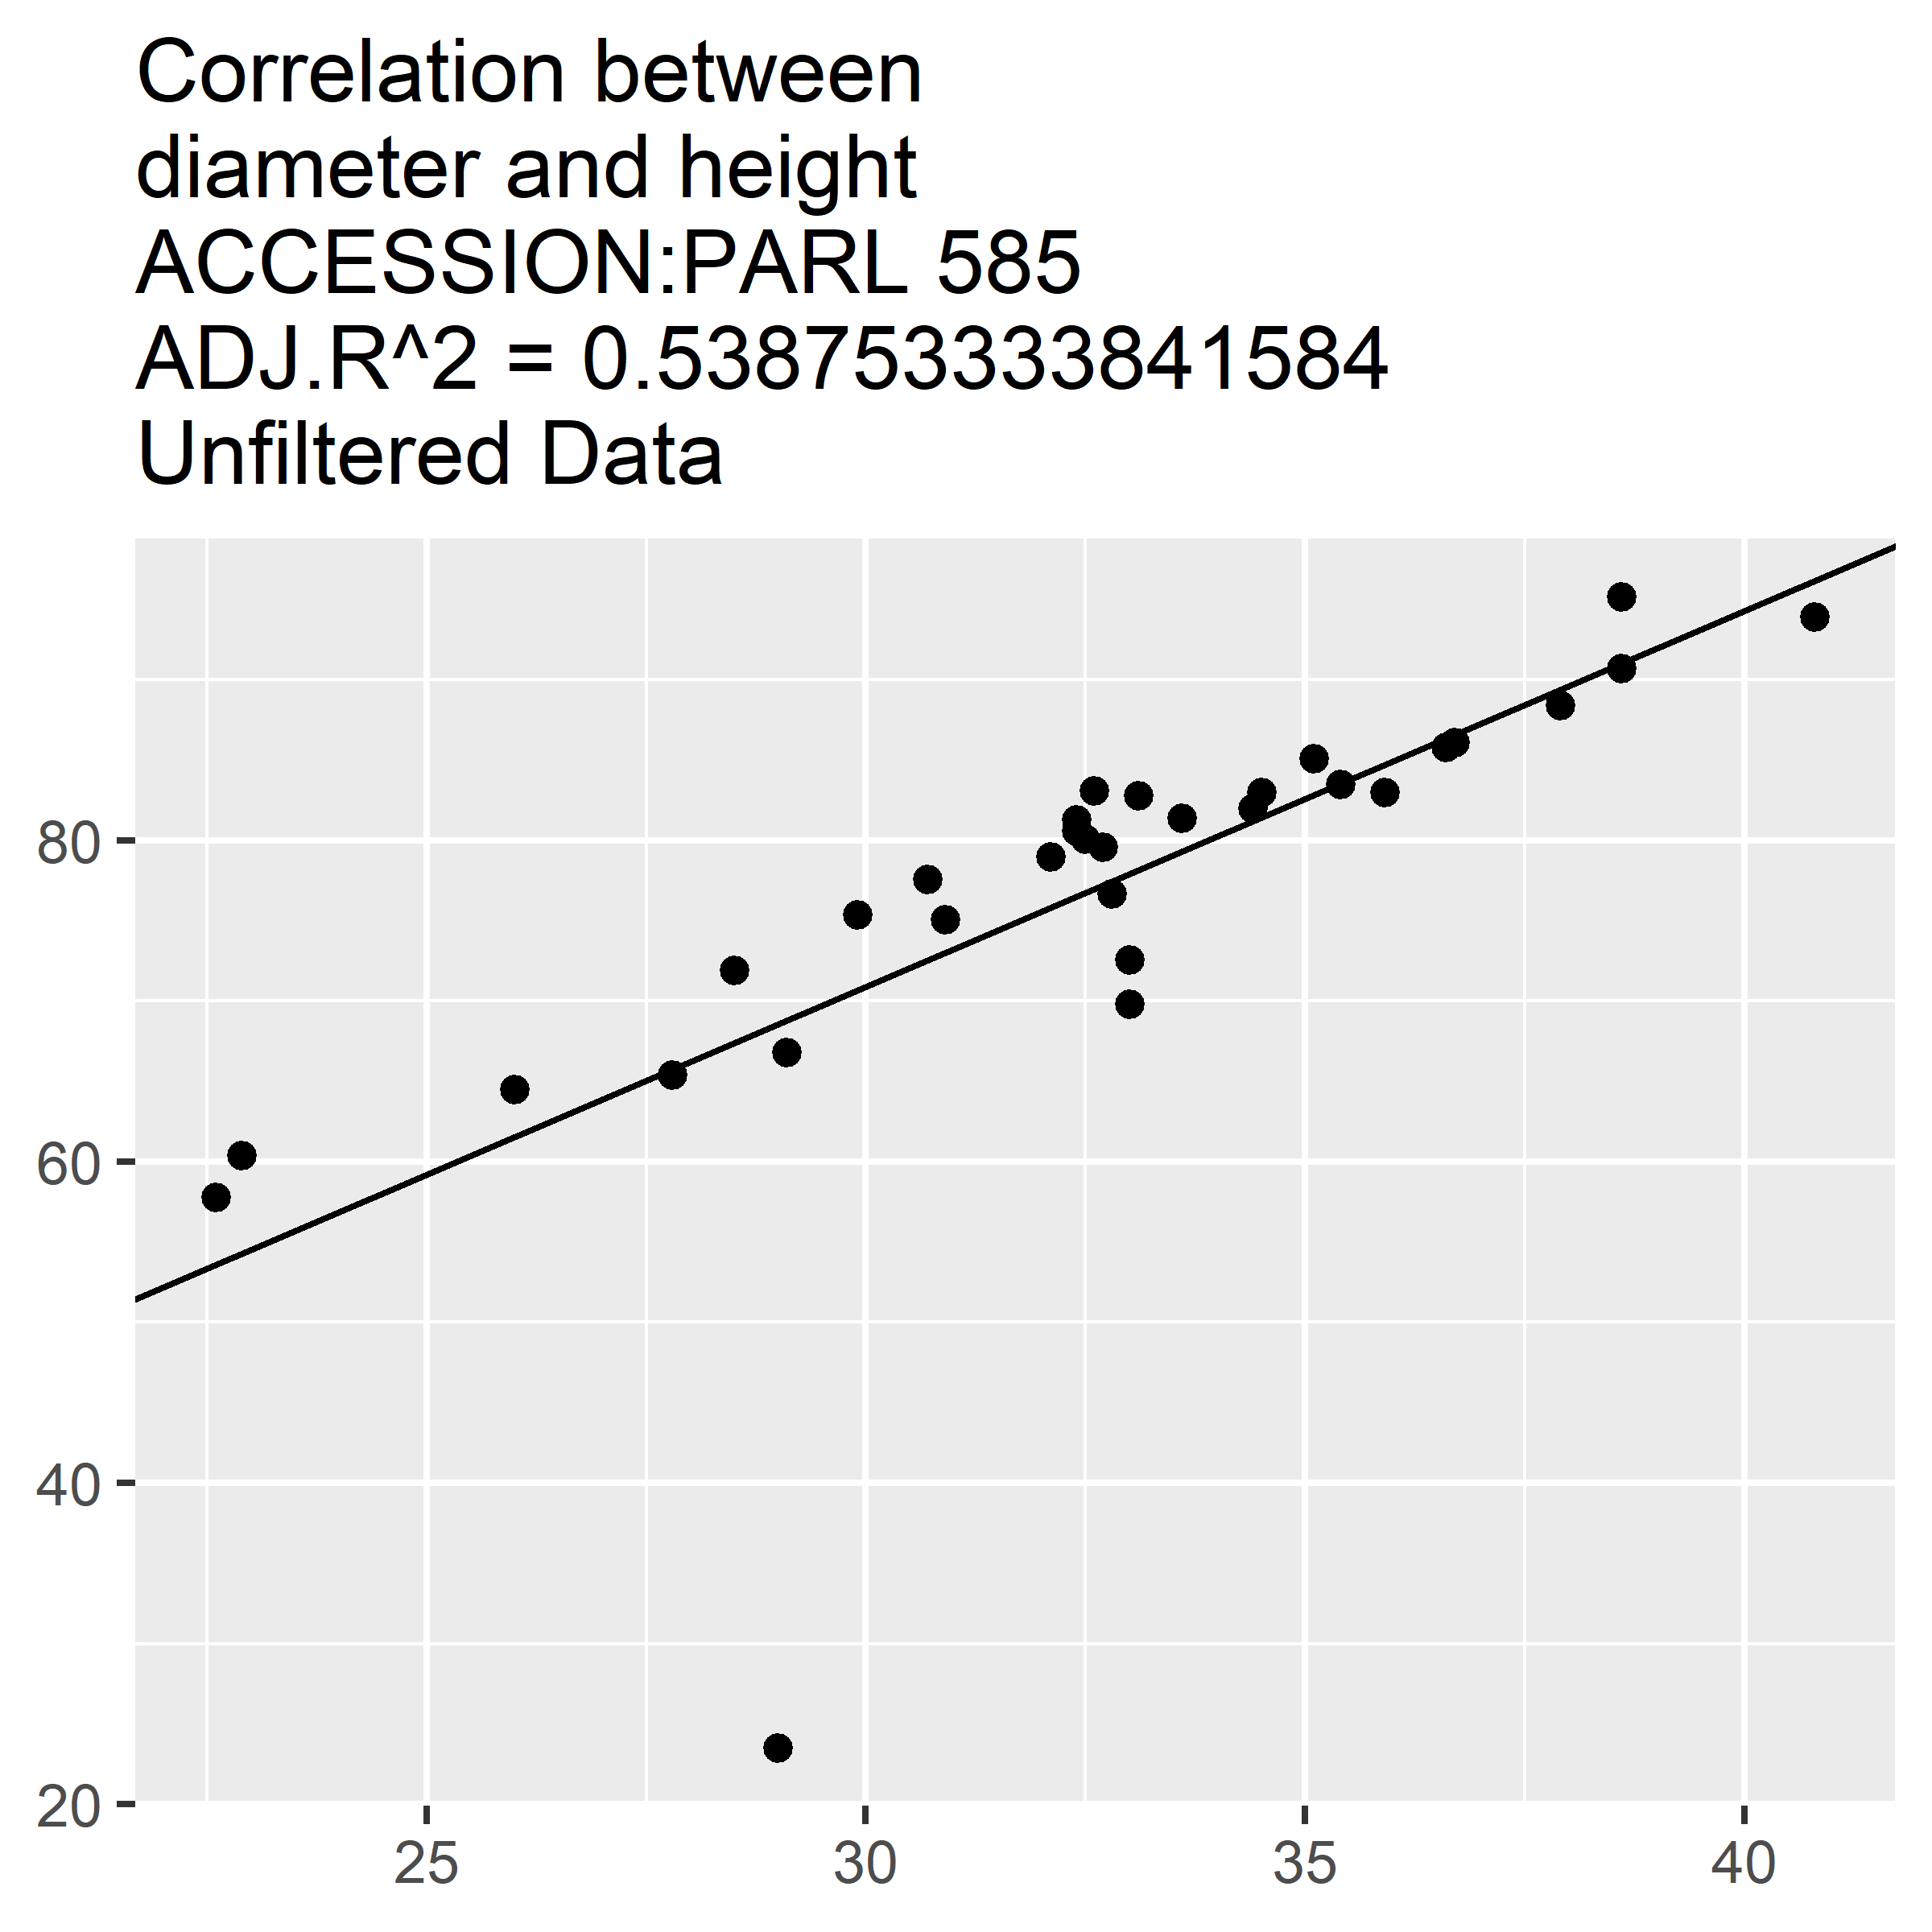 Correlation between
diameter and height
ACCESSION:PARL 585
ADJ.R^2 = 0.538753333841584
Unfiltered Data
80
60
40
20
25 30 35 40